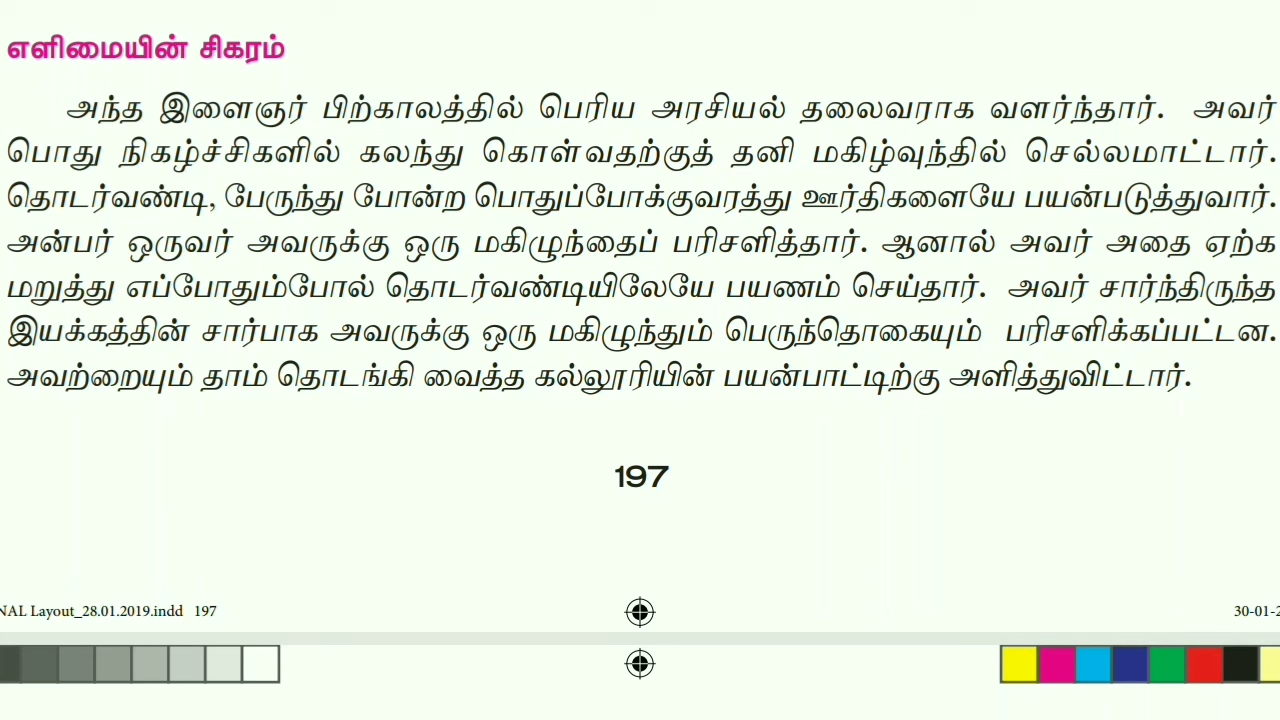 எளிமையின் சிகரம்
அந்த இளைஞர் பிற்காலத்தில் பெரிய அரசியல் தலைவராக வளர்ந்தார். அவர்
பொது நிகழ்ச்சிகளில் கலந்து கொள்வதற்குத் தனி மகிழ்வுந்தில் செல்லமாட்டார்.
தொடர்வண்டி, பேருந்து போன்ற பொதுப்போக்குவரத்து ஊர்திகளையே பயன்படுத்துவார்.
அன்பர் ஒருவர் அவருக்கு ஒரு மகிழுந்தைப் பரிசளித்தார். ஆனால் அவர் அதை ஏற்க
மறுத்து எப்போதும்போல் தொடர்வண்டியிலேயே பயணம் செய்தார். அவர் சார்ந்திருந்த
இயக்கத்தின் சார்பாக அவருக்கு ஒரு மகிழுந்தும் பெருந்தொகையும் பரிசளிக்கப்பட்டன.
அவற்றையும் தாம் தொடங்கி வைத்த கல்லூரியின் பயன்பாட்டிற்கு அளித்துவிட்டார்.
197
NAL Layout_28.01.2019.indd 197
30-01-2